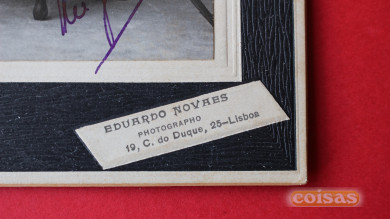 EDUARDO NOVAES
PHOTOGRAPHO
19, C. do Duque, 25—Lisboa
coisas